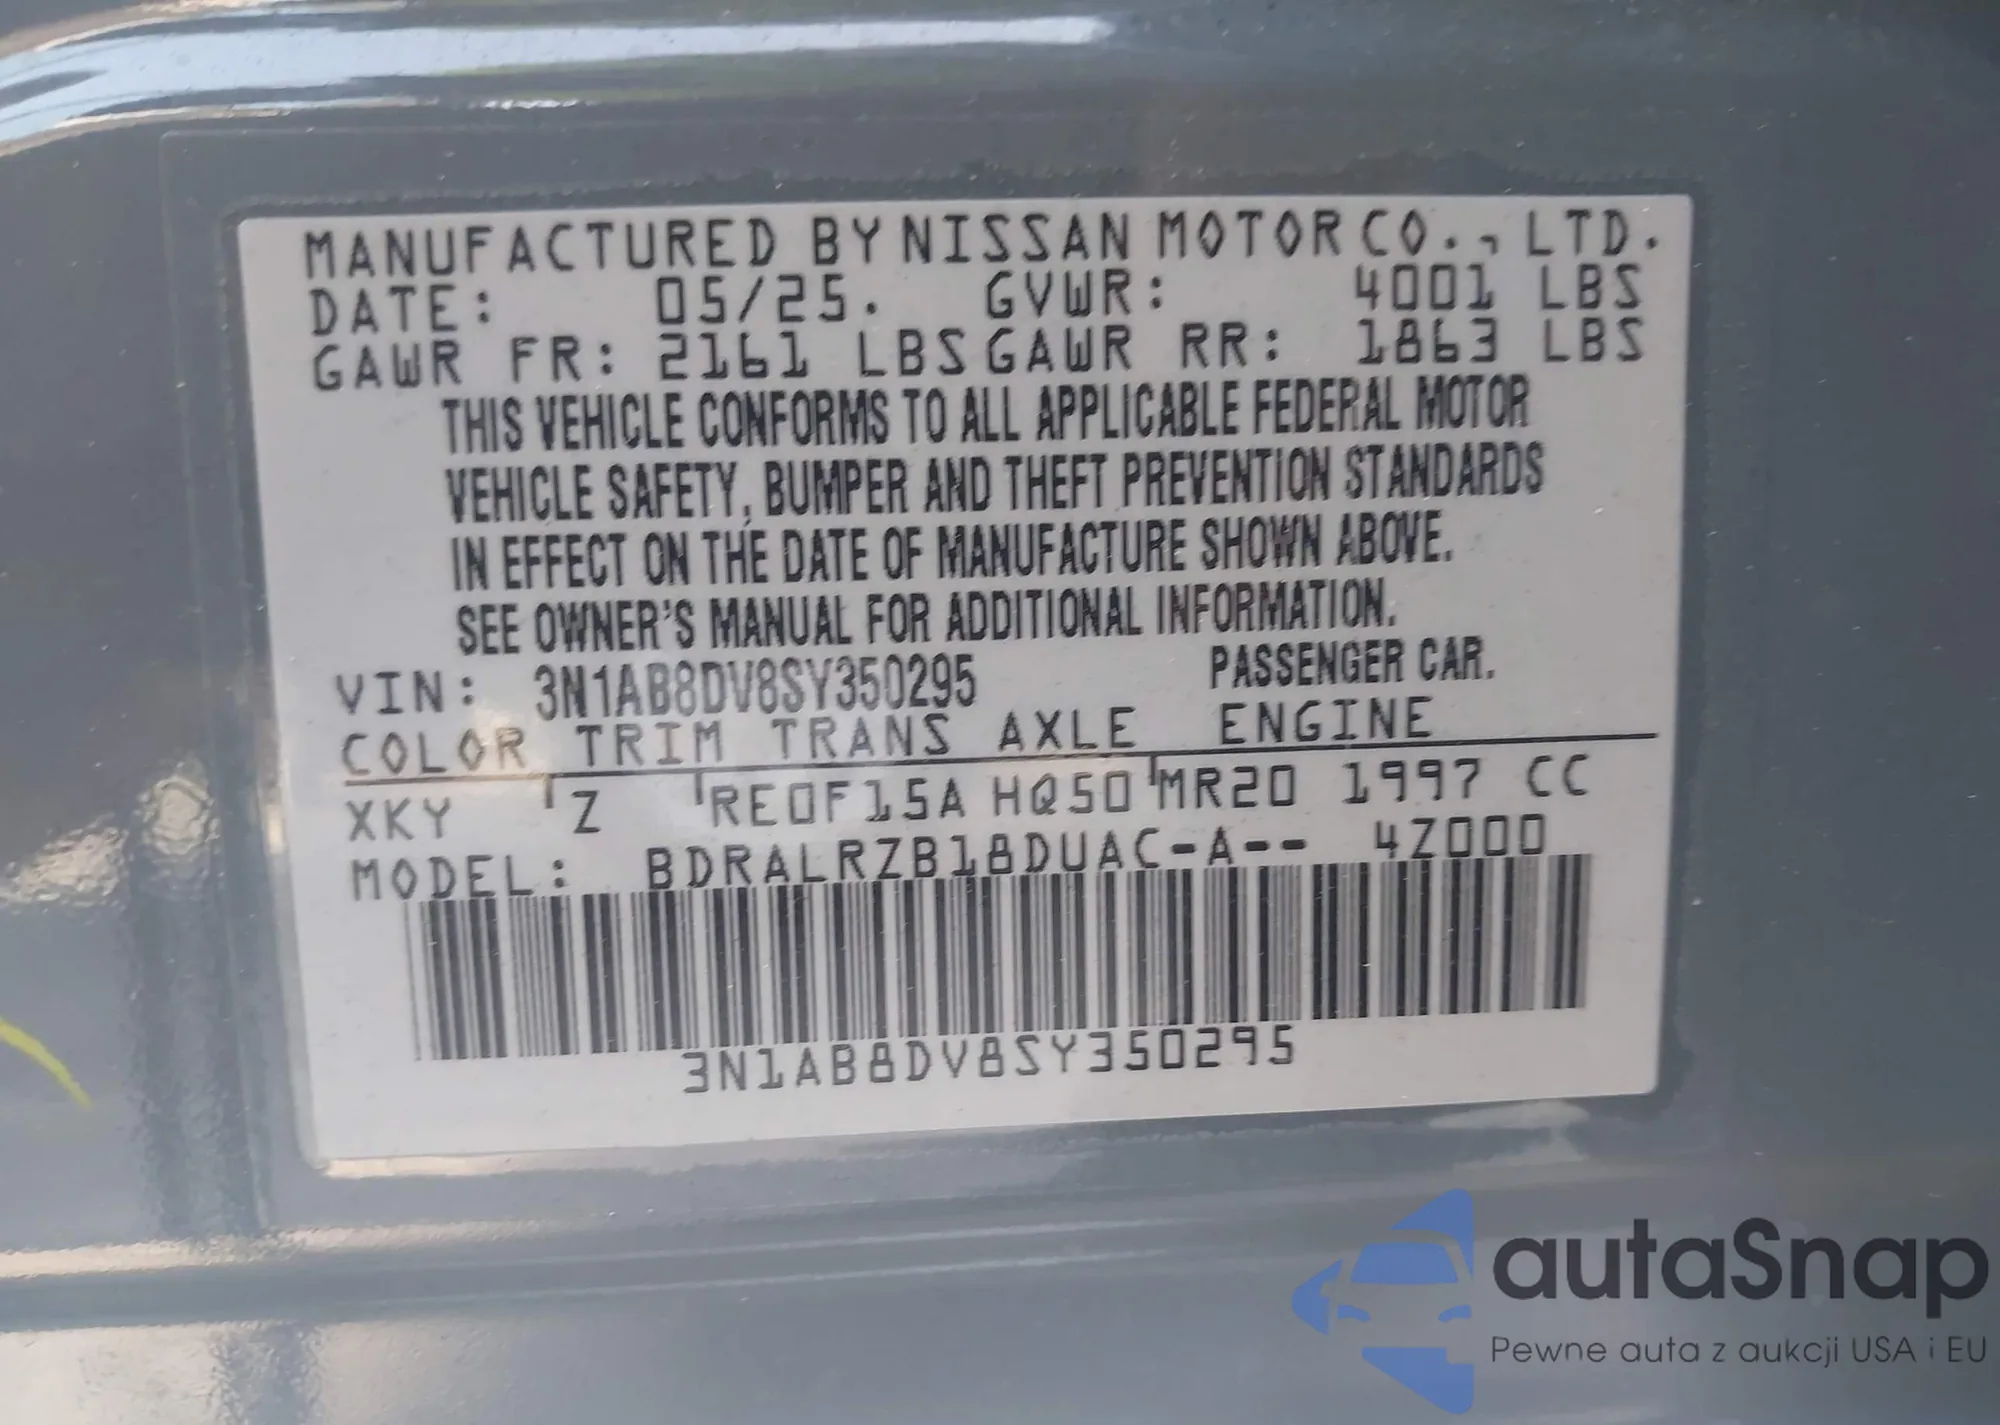 MANUFACTURED BY NISSAN MOTOR CO., LTD.
DATE: 05/25. GVWR: 4001 LBS
GAWR FR: 2161 LBS GAWR RR: 1863 LBS
THIS VEHICLE CONFORMS TO ALL APPLICABLE FEDERAL MOTOR
VEHICLE SAFETY, BUMPER AND THEFT PREVENTION STANDARDS
IN EFFECT ON THE DATE OF MANUFACTURE SHOWN ABOVE.
SEE OWNER'S MANUAL FOR ADDITIONAL INFORMATION.
VIN: 3N1AB8DV8SY350295 PASSENGER CAR.
COLOR TRIM TRANS AXLE ENGINE
XKY Z RE0F15A HQ50 MR20 1997 CC
MODEL: BDRALRZB18DUAC-A-- 4Z000
3N1AB8DV8SY350295
autaSnap
Pewne auta z aukcji USA i EU